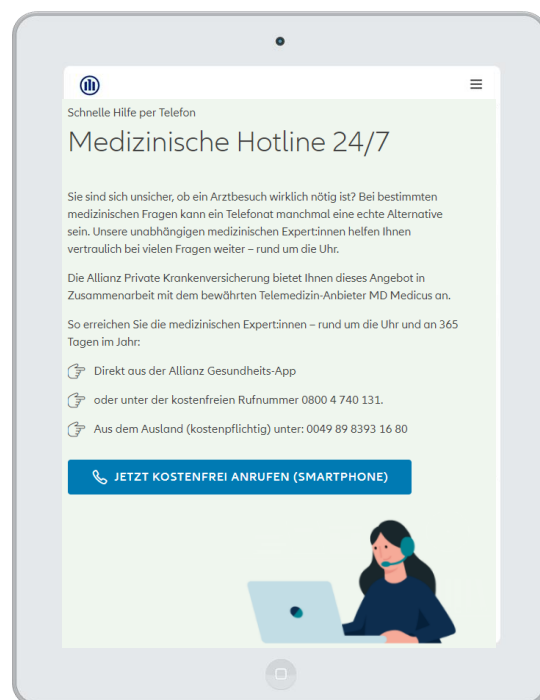 Schnelle Hilfe per Telefon
Medizinische Hotline 24/7
Sie sind sich unsicher, ob ein Arztbesuch wirklich nötig ist? Bei bestimmten
medizinischen Fragen kann ein Telefonat manchmal eine echte Alternative
sein. Unsere unabhängigen medizinischen Expert:innen helfen Ihnen
vertraulich bei vielen Fragen weiter – rund um die Uhr.
Die Allianz Private Krankenversicherung bietet Ihnen dieses Angebot in
Zusammenarbeit mit dem bewährten Telemedizin-Anbieter MD Medicus an.
So erreichen Sie die medizinischen Expert:innen – rund um die Uhr und an 365
Tagen im Jahr:
Direkt aus der Allianz Gesundheits-App
oder unter der kostenfreien Rufnummer 0800 4 740 131.
Aus dem Ausland (kostenpflichtig) unter: 0049 89 8393 16 80
JETZT KOSTENFREI ANRUFEN (SMARTPHONE)